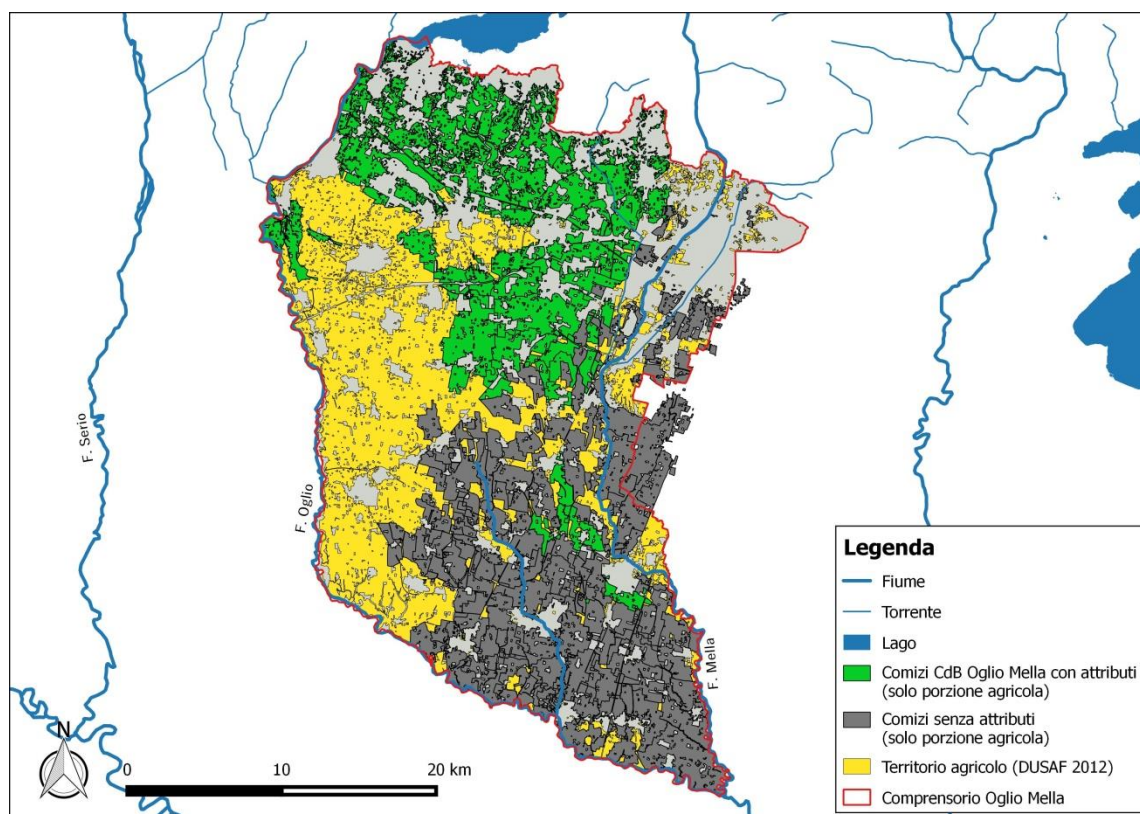 F. Serio
F. Oglio
F. Mella
N
0 10 20 km
Legenda
Fiume
Torrente
Lago
Comizi CdB Oglio Mella con attributi
(solo porzione agricola)
Comizi senza attributi
(solo porzione agricola)
Territorio agricolo (DUSAF 2012)
Comprensorio Oglio Mella